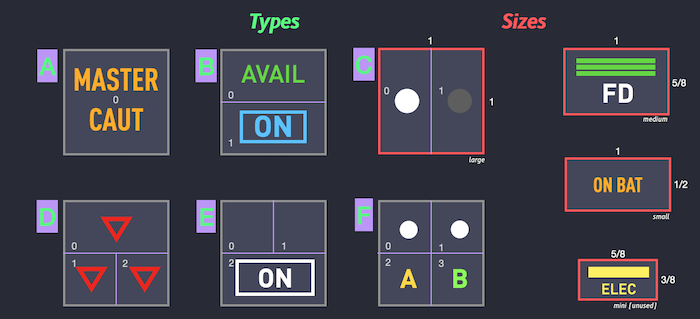 Types
Sizes
A
MASTER
0
CAUT
B
AVAIL
0
1
ON
C
1
0
1
1
large
1
FD
5/8
medium
1
ON BAT
1/2
small
D
0
1
2
E
0
1
2
ON
F
0
1
2
A
3
B
5/8
ELEC
3/8
mini [unused]